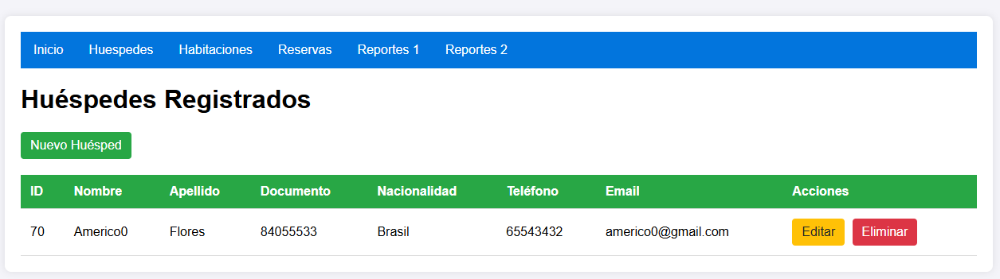 Inicio Huespedes Habitaciones Reservas Reportes 1 Reportes 2
Huéspedes Registrados
Nuevo Huésped
ID Nombre Apellido Documento Nacionalidad Teléfono Email Acciones
70 Americo0 Flores 84055533 Brasil 65543432 americo0@gmail.com Editar Eliminar